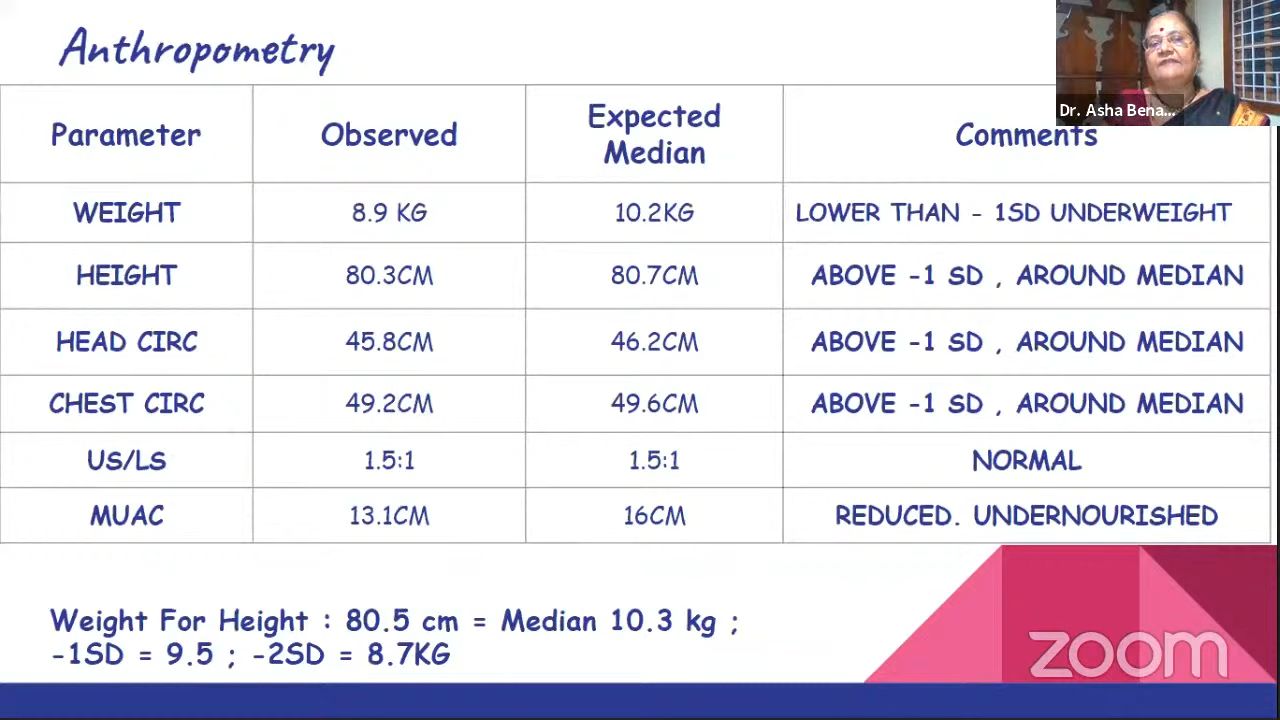 Anthropometry
Dr. Asha Bena...
Parameter Observed Expected Median Comments
WEIGHT 8.9 KG 10.2KG LOWER THAN - 1SD UNDERWEIGHT
HEIGHT 80.3CM 80.7CM ABOVE -1 SD , AROUND MEDIAN
HEAD CIRC 45.8CM 46.2CM ABOVE -1 SD , AROUND MEDIAN
CHEST CIRC 49.2CM 49.6CM ABOVE -1 SD , AROUND MEDIAN
US/LS 1.5:1 1.5:1 NORMAL
MUAC 13.1CM 16CM REDUCED. UNDERNOURISHED
Weight For Height : 80.5 cm = Median 10.3 kg ;
-1SD = 9.5 ; -2SD = 8.7KG
zoom